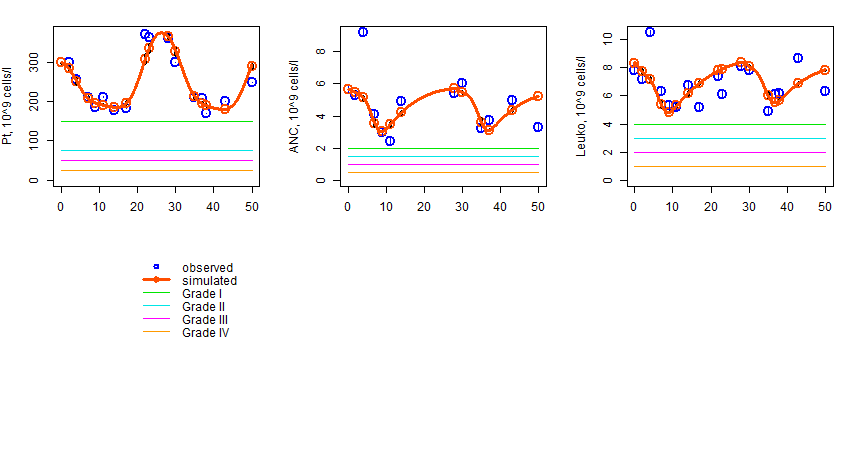 Pt, 10^9 cells/l
0
100
200
300
0 10 20 30 40 50
ANC, 10^9 cells/l
0
2
4
6
8
0 10 20 30 40 50
Leuko, 10^9 cells/l
0
2
4
6
8
10
0 10 20 30 40 50
observed
simulated
Grade I
Grade II
Grade III
Grade IV